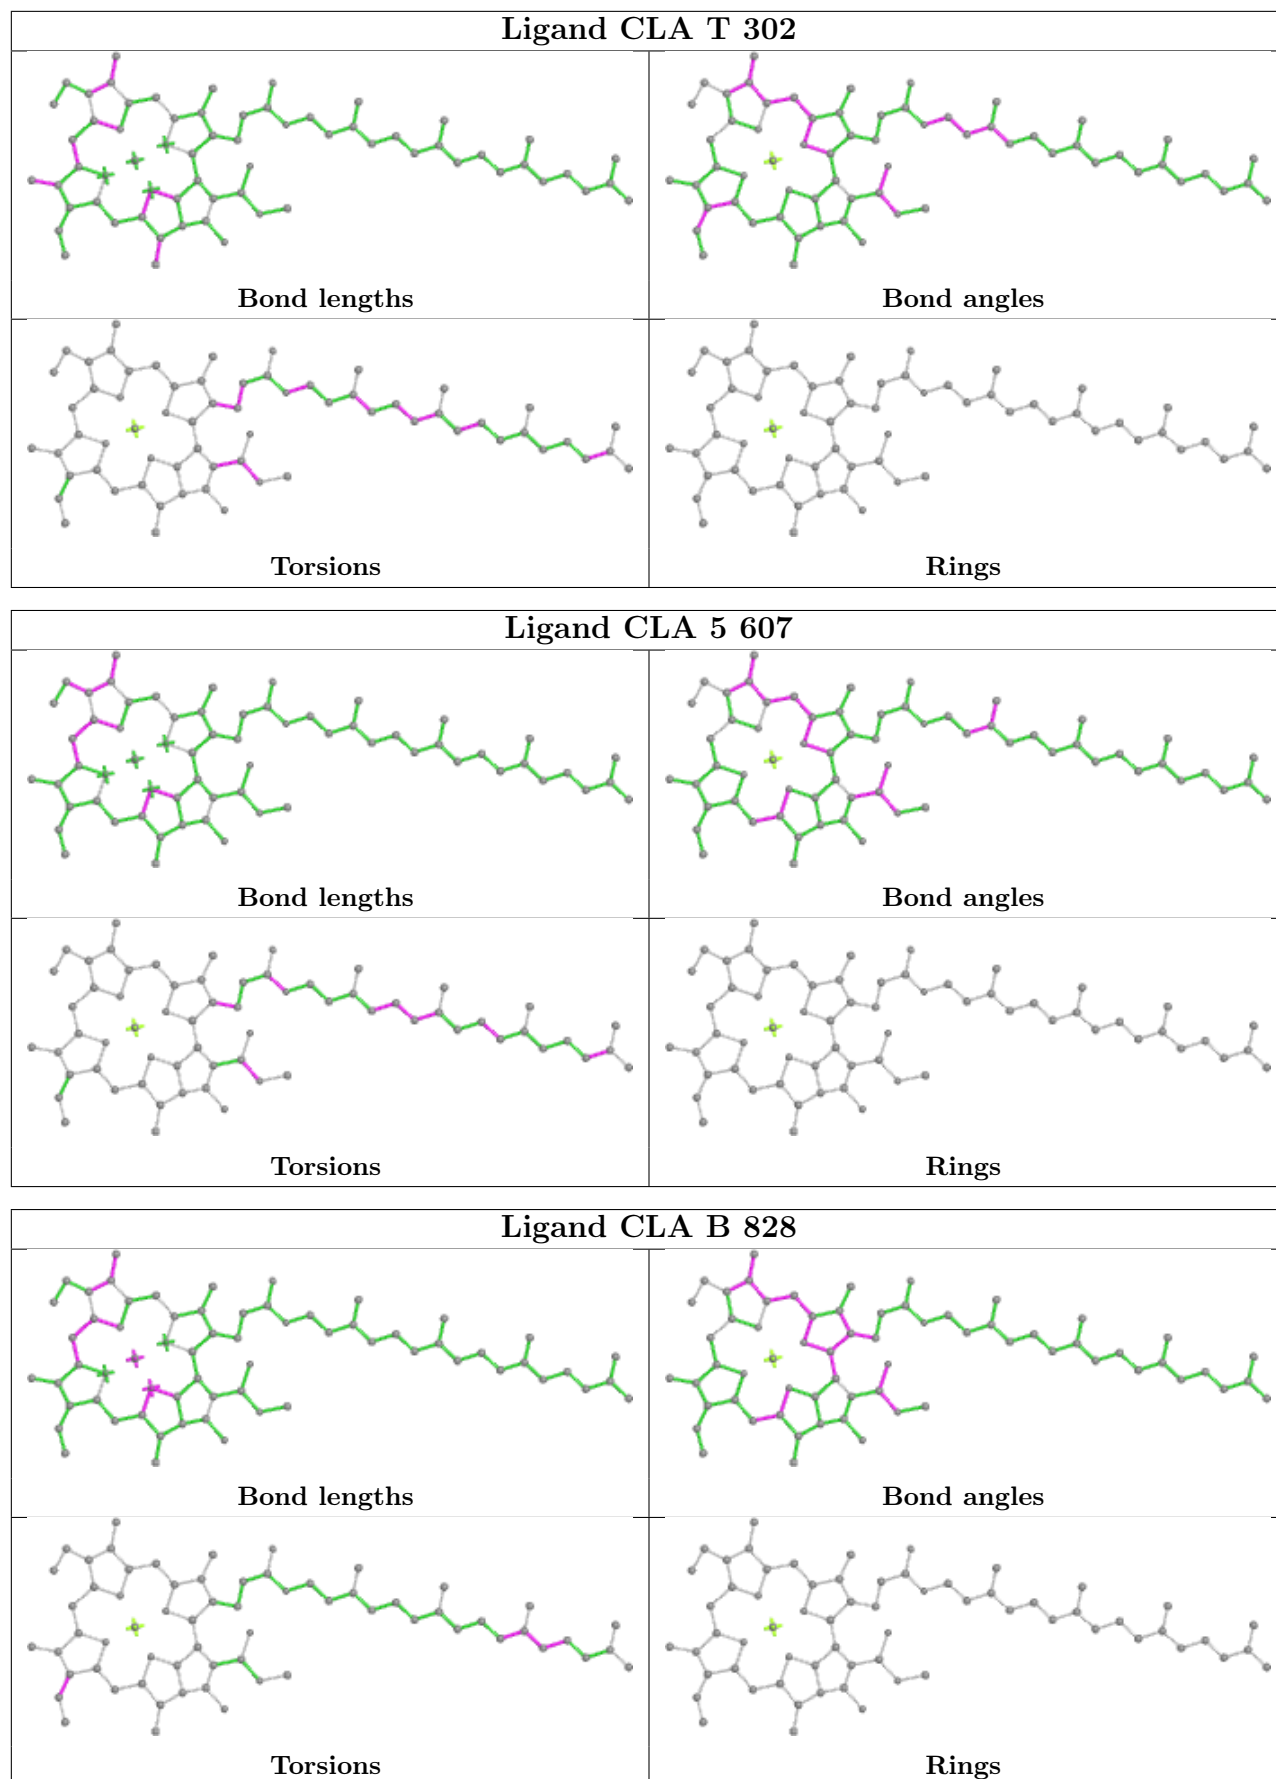 Ligand CLA T 302
Bond lengths
Bond angles
Torsions
Rings
Ligand CLA 5 607
Bond lengths
Bond angles
Torsions
Rings
Ligand CLA B 828
Bond lengths
Bond angles
Torsions
Rings